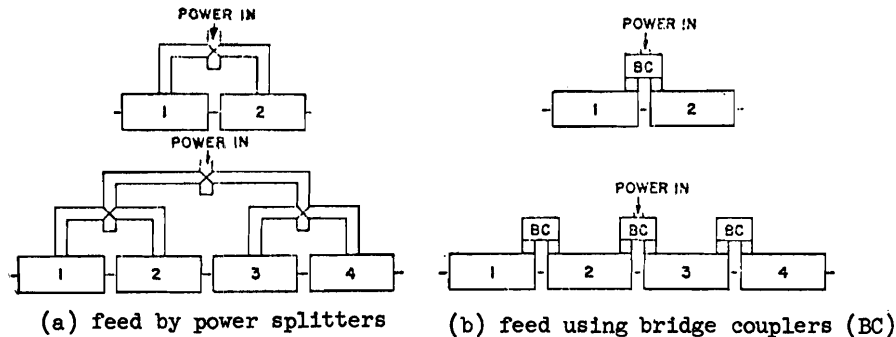 POWER IN
1 2
POWER IN
1 2 3 4
(a) feed by power splitters
POWER IN
BC
1 2
POWER IN
BC BC BC
1 2 3 4
(b) feed using bridge couplers (BC)